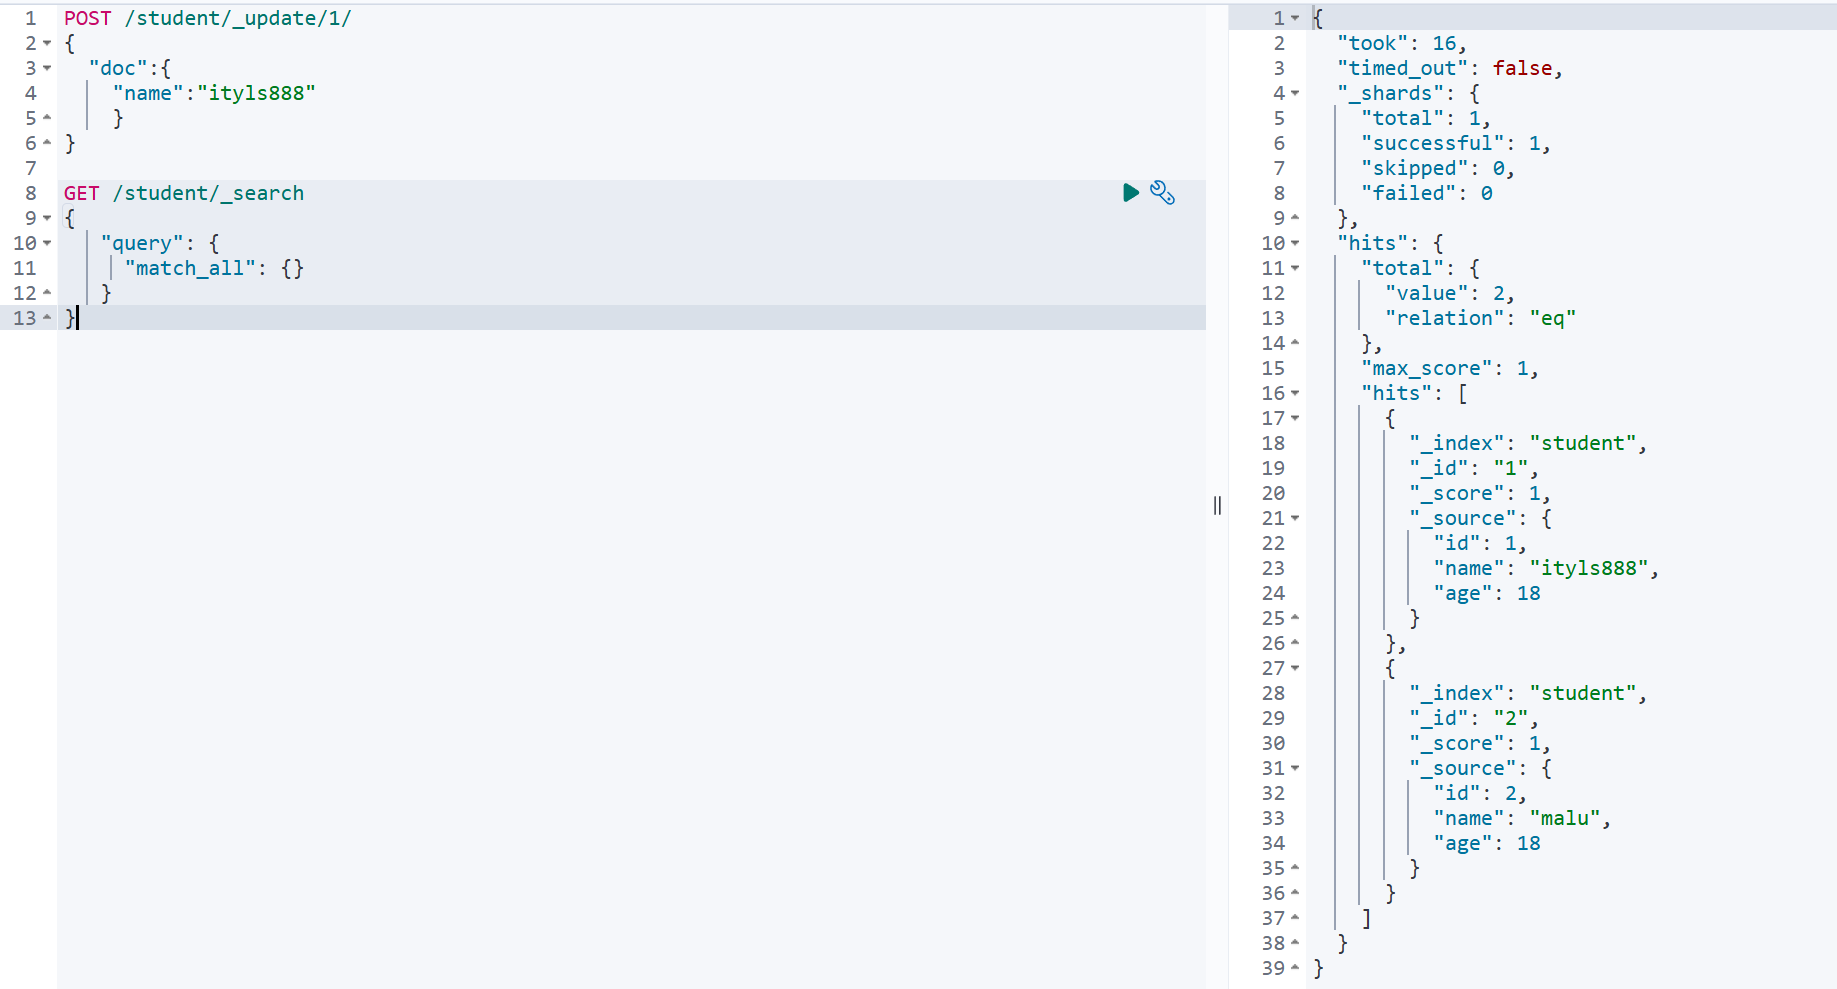 1 POST /student/_update/1/
2 {
3   "doc":{
4     "name":"ityls888"
5     }
6 }
7
8 GET /student/_search
9 {
10    "query": {
11      "match_all": {}
12    }
13 }
1 {
2   "took": 16,
3   "timed_out": false,
4   "_shards": {
5     "total": 1,
6     "successful": 1,
7     "skipped": 0,
8     "failed": 0
9   },
10   "hits": {
11     "total": {
12       "value": 2,
13       "relation": "eq"
14     },
15     "max_score": 1,
16     "hits": [
17       {
18         "_index": "student",
19         "_id": "1",
20         "_score": 1,
21         "_source": {
22           "id": 1,
23           "name": "ityls888",
24           "age": 18
25         }
26       },
27       {
28         "_index": "student",
29         "_id": "2",
30         "_score": 1,
31         "_source": {
32           "id": 2,
33           "name": "malu",
34           "age": 18
35         }
36       }
37     ]
38   }
39 }